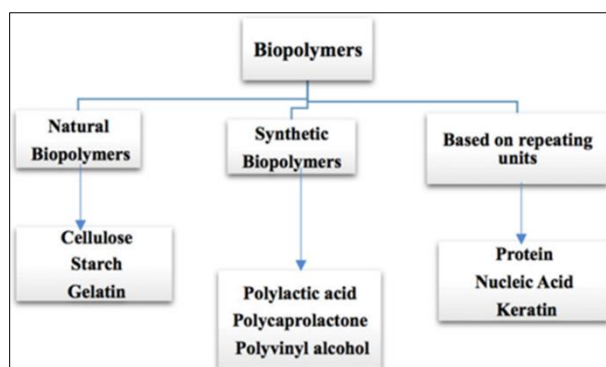 Biopolymers
Natural
Biopolymers
Synthetic
Biopolymers
Based on repeating
units
Cellulose
Starch
Gelatin
Polylactic acid
Polycaprolactone
Polyvinyl alcohol
Protein
Nucleic Acid
Keratin